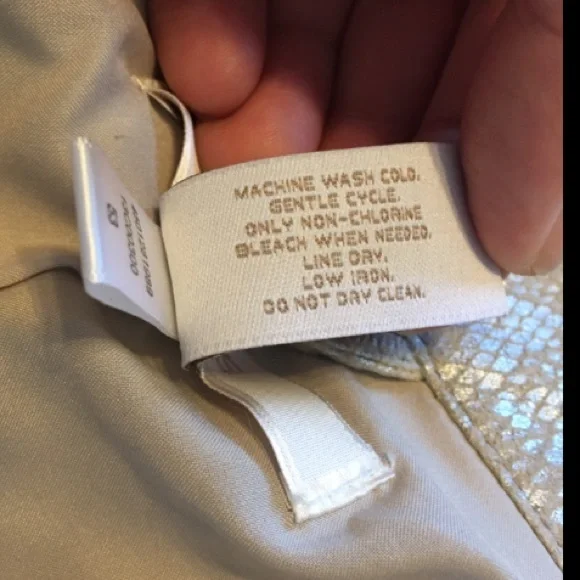 MACHINE WASH COLD.
GENTLE CYCLE.
ONLY NON-CHLORINE
BLEACH WHEN NEEDED.
LINE DRY.
LOW IRON.
DO NOT DRY CLEAN.